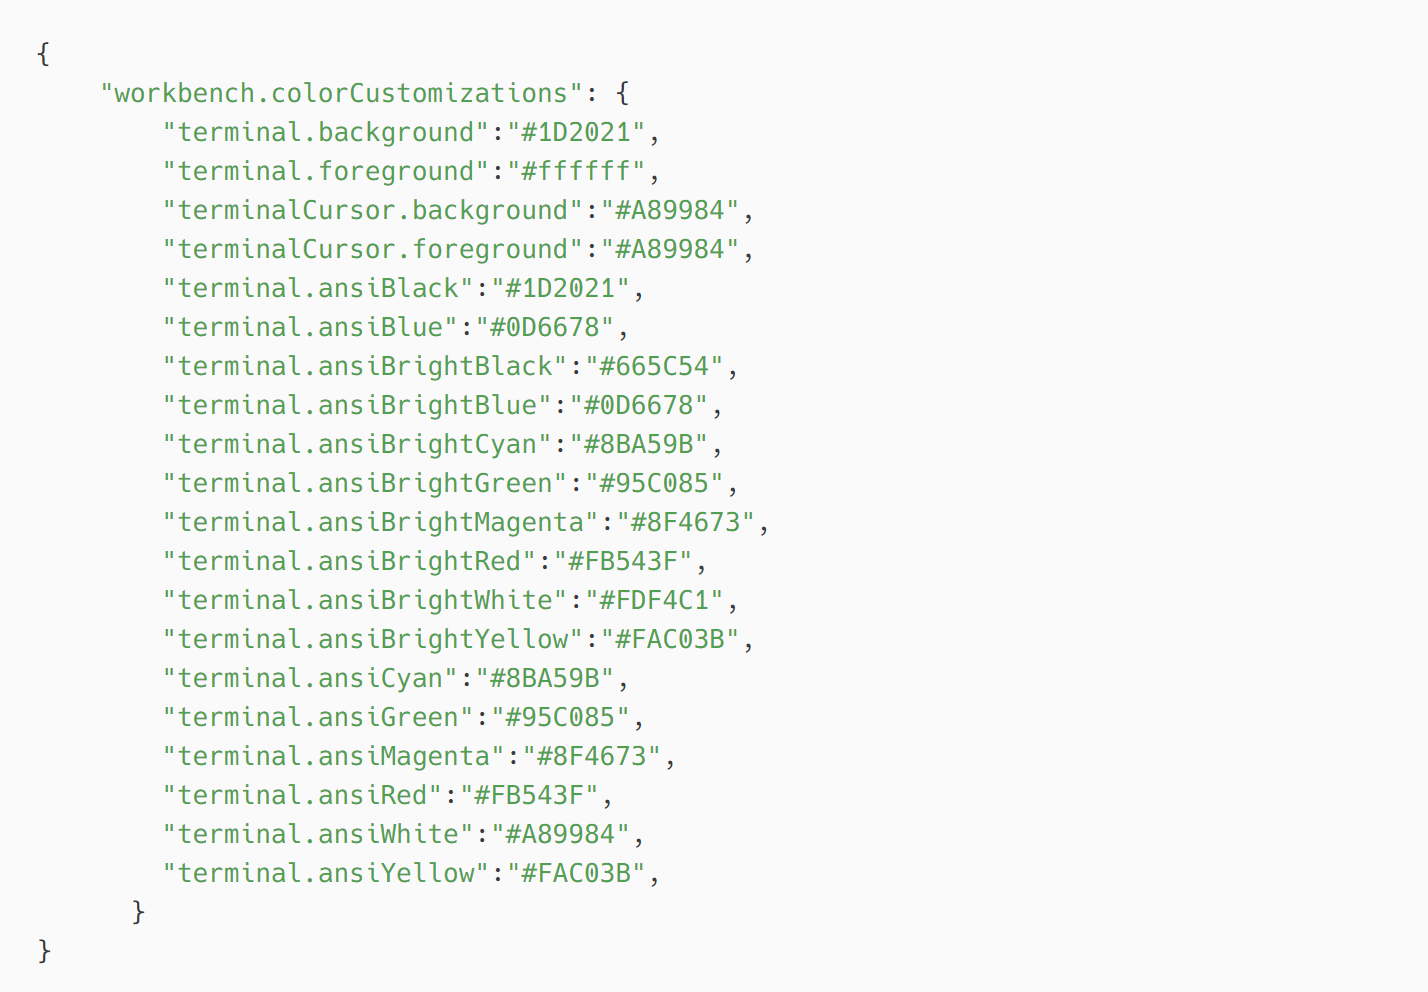 {
    "workbench.colorCustomizations": {
        "terminal.background":"#1D2021",
        "terminal.foreground":"#ffffff",
        "terminalCursor.background":"#A89984",
        "terminalCursor.foreground":"#A89984",
        "terminal.ansiBlack":"#1D2021",
        "terminal.ansiBlue":"#0D6678",
        "terminal.ansiBrightBlack":"#665C54",
        "terminal.ansiBrightBlue":"#0D6678",
        "terminal.ansiBrightCyan":"#8BA59B",
        "terminal.ansiBrightGreen":"#95C085",
        "terminal.ansiBrightMagenta":"#8F4673",
        "terminal.ansiBrightRed":"#FB543F",
        "terminal.ansiBrightWhite":"#FDF4C1",
        "terminal.ansiBrightYellow":"#FAC03B",
        "terminal.ansiCyan":"#8BA59B",
        "terminal.ansiGreen":"#95C085",
        "terminal.ansiMagenta":"#8F4673",
        "terminal.ansiRed":"#FB543F",
        "terminal.ansiWhite":"#A89984",
        "terminal.ansiYellow":"#FAC03B",
      }
}